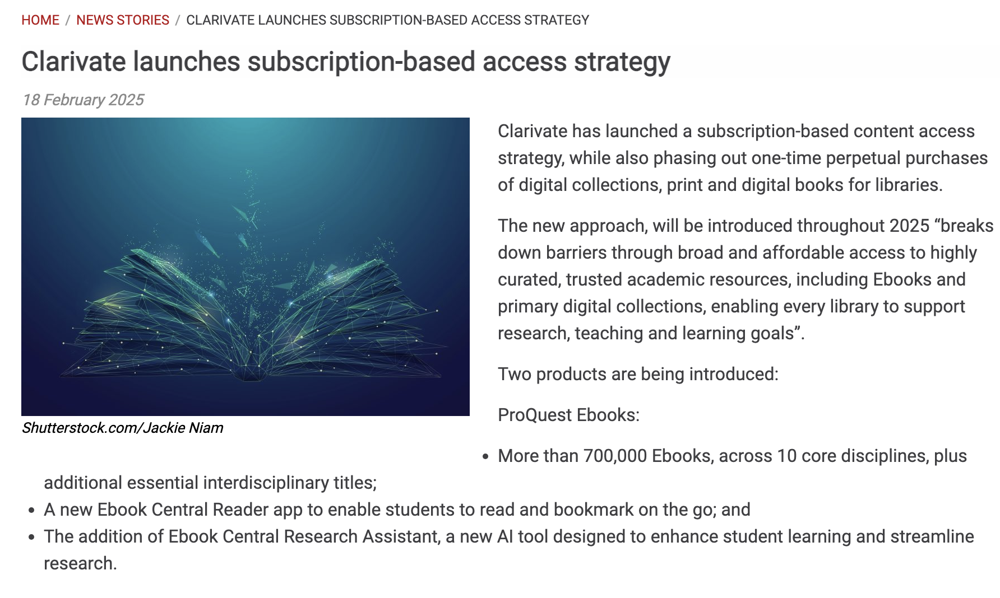 HOME / NEWS STORIES / CLARIVATE LAUNCHES SUBSCRIPTION-BASED ACCESS STRATEGY
Clarivate launches subscription-based access strategy
18 February 2025
Shutterstock.com/Jackie Niam
Clarivate has launched a subscription-based content access
strategy, while also phasing out one-time perpetual purchases
of digital collections, print and digital books for libraries.
The new approach, will be introduced throughout 2025 “breaks
down barriers through broad and affordable access to highly
curated, trusted academic resources, including Ebooks and
primary digital collections, enabling every library to support
research, teaching and learning goals”.
Two products are being introduced:
ProQuest Ebooks:
• More than 700,000 Ebooks, across 10 core disciplines, plus
additional essential interdisciplinary titles;
• A new Ebook Central Reader app to enable students to read and bookmark on the go; and
• The addition of Ebook Central Research Assistant, a new AI tool designed to enhance student learning and streamline
research.